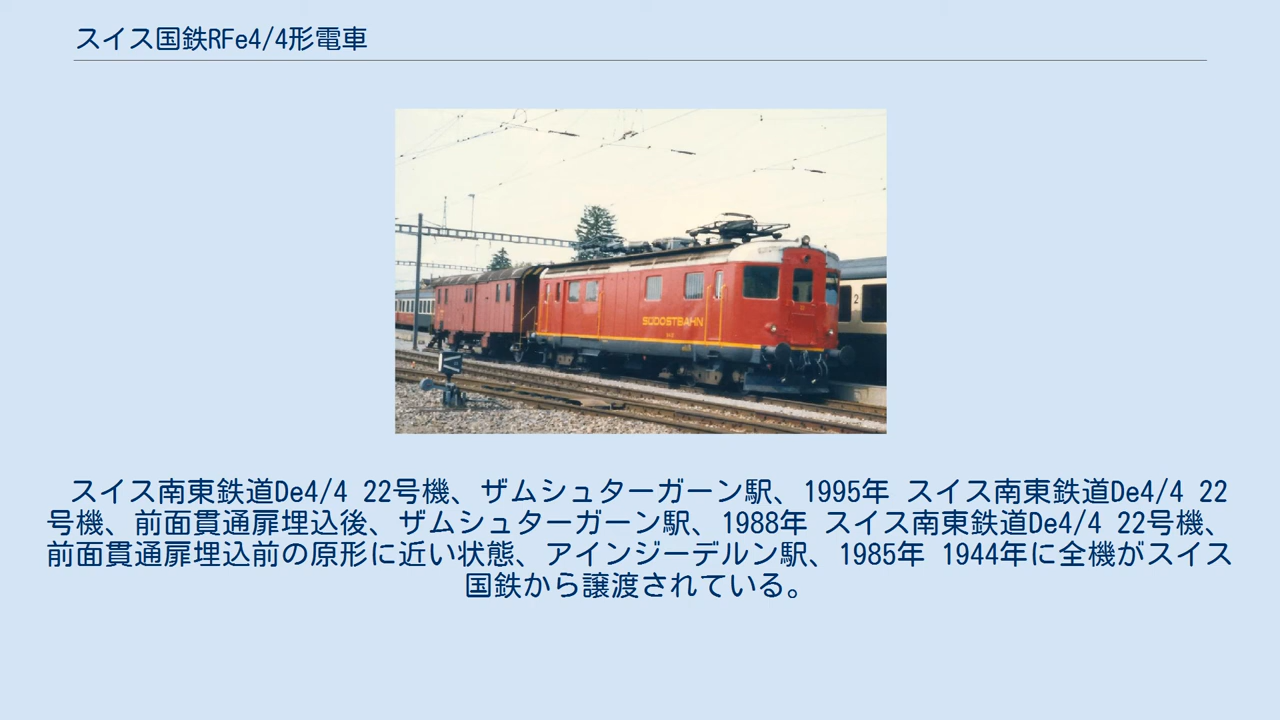 スイス国鉄RFe4/4形電車
SÜDOSTBAHN
2
スイス南東鉄道De4/4 22号機、ザムシュターガーン駅、1995年 スイス南東鉄道De4/4 22
号機、前面貫通扉埋込後、ザムシュターガーン駅、1988年 スイス南東鉄道De4/4 22号機、
前面貫通扉埋込前の原形に近い状態、アインジーデルン駅、1985年 1944年に全機がスイス
国鉄から譲渡されている。